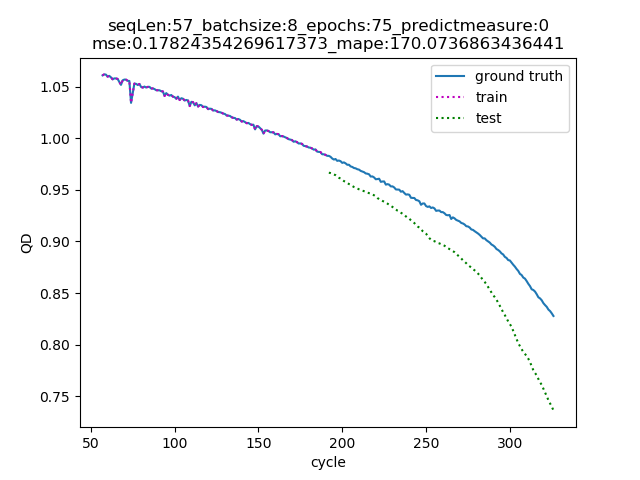 seqLen:57_batchsize:8_epochs:75_predictmeasure:0
mse:0.17824354269617373_mape:170.0736863436441
ground truth
train
test
1.05
1.00
0.95
0.90
0.85
0.80
0.75
QD
50
100
150
200
250
300
cycle